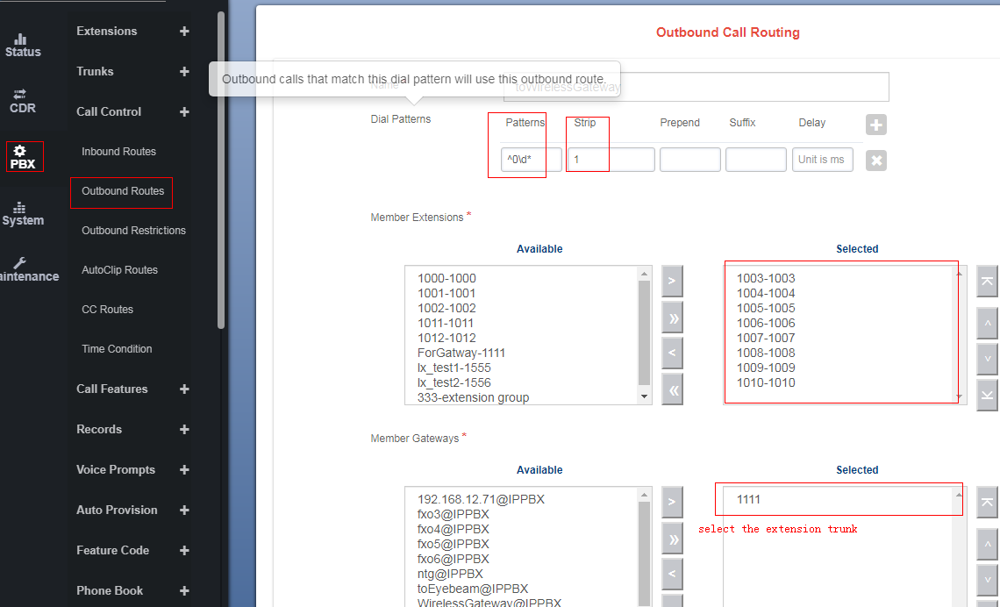 Status
CDR
PBX
System
aintenance
Extensions
Trunks
Call Control
Inbound Routes
Outbound Routes
Outbound Restrictions
AutoClip Routes
CC Routes
Time Condition
Call Features
Records
Voice Prompts
Auto Provision
Feature Code
Phone Book
Outbound Call Routing
Outbound calls that match this dial pattern will use this outbound route.
Name
toWirelessGateway
Dial Patterns
Patterns Strip Prepend Suffix Delay
^0\d* 1 Unit is ms
Member Extensions *
Available
Selected
1000-1000
1001-1001
1002-1002
1011-1011
1012-1012
ForGatway-1111
lx_test1-1555
lx_test2-1556
333-extension group
1003-1003
1004-1004
1005-1005
1006-1006
1007-1007
1008-1008
1009-1009
1010-1010
Member Gateways *
Available
Selected
192.168.12.71@IPPBX
fxo3@IPPBX
fxo4@IPPBX
fxo5@IPPBX
fxo6@IPPBX
ntg@IPPBX
toEyebeam@IPPBX
WirelessGateway@IPPBX
1111
select the extension trunk